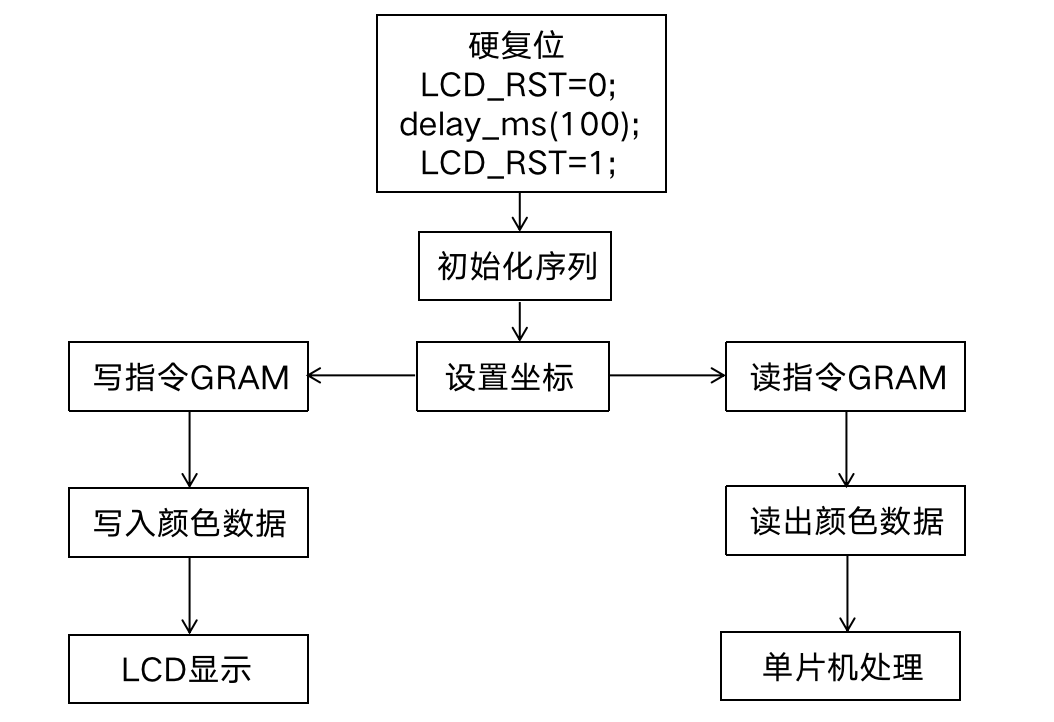 硬复位
LCD_RST=0;
delay_ms(100);
LCD_RST=1;
初始化序列
写指令GRAM
设置坐标
读指令GRAM
写入颜色数据
读出颜色数据
LCD显示
单片机处理